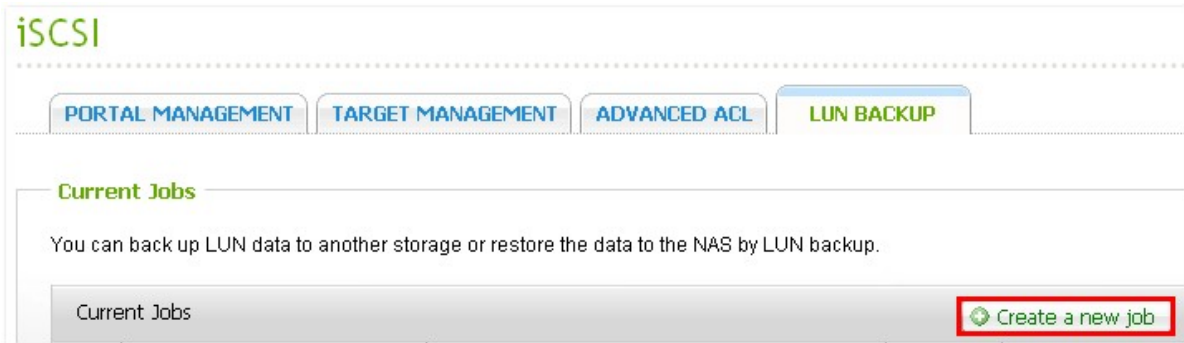 iSCSI
PORTAL MANAGEMENT TARGET MANAGEMENT ADVANCED ACL LUN BACKUP
Current Jobs
You can back up LUN data to another storage or restore the data to the NAS by LUN backup.
Current Jobs Create a new job